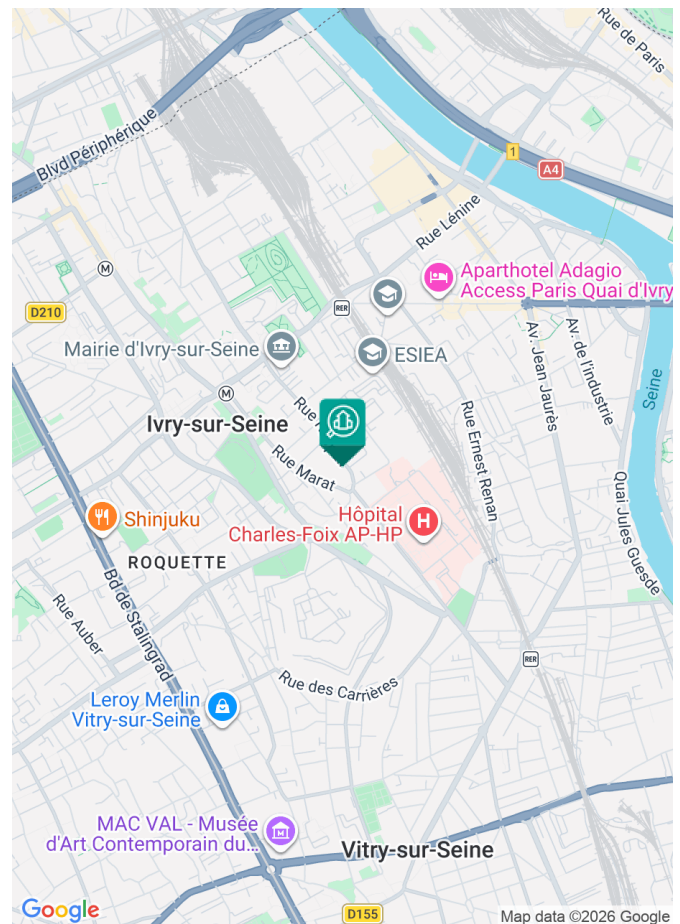 Rue de Paris
Blvd Périphérique
1
A4
Rue Lénine
M
Aparthotel Adagio
Access Paris Quai d'Ivry
RER
D210
Av. Jean Jaurès
Av. de l'industrie
Mairie d'Ivry-sur-Seine
ESIEA
Seine
M
Ivry-sur-Seine
Rue
Rue Marat
Rue Ernest Renan
Hôpital
Charles-Foix AP-HP
H
Quai Jules Guesde
Shinjuku
ROQUETTE
Bd de Stalingrad
Rue Auber
RER
Rue des Carrières
Leroy Merlin
Vitry-sur-Seine
MAC VAL - Musée
d'Art Contemporain du...
M
Vitry-sur-Seine
Google
D155
Map data ©2026 Google